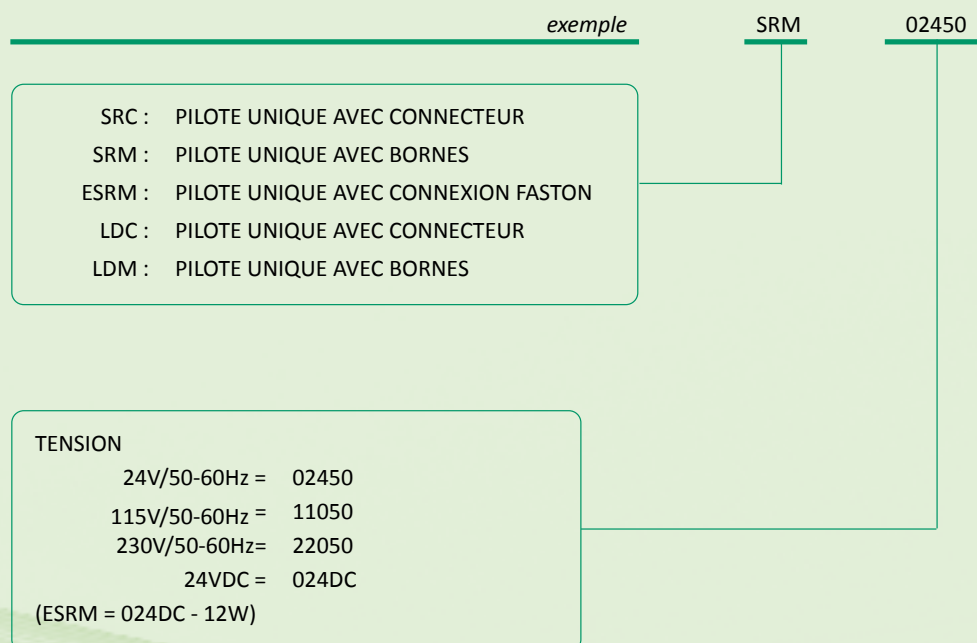 exemple SRM 02450
SRC : PILOTE UNIQUE AVEC CONNECTEUR
SRM : PILOTE UNIQUE AVEC BORNES
ESRM : PILOTE UNIQUE AVEC CONNEXION FASTON
LDC : PILOTE UNIQUE AVEC CONNECTEUR
LDM : PILOTE UNIQUE AVEC BORNES
TENSION
24V/50-60Hz = 02450
115V/50-60Hz = 11050
230V/50-60Hz= 22050
24VDC = 024DC
(ESRM = 024DC - 12W)